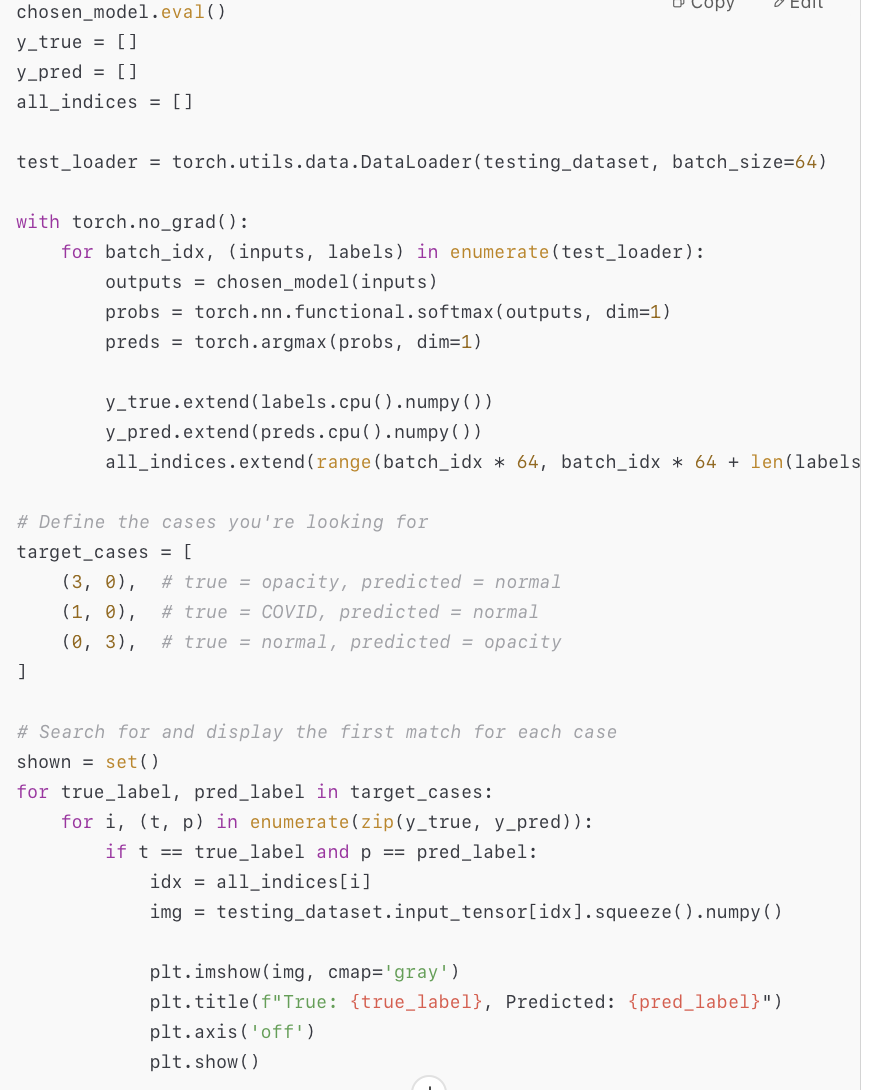 Copy Edit
chosen_model.eval()
y_true = []
y_pred = []
all_indices = []
test_loader = torch.utils.data.DataLoader(testing_dataset, batch_size=64)
with torch.no_grad():
    for batch_idx, (inputs, labels) in enumerate(test_loader):
        outputs = chosen_model(inputs)
        probs = torch.nn.functional.softmax(outputs, dim=1)
        preds = torch.argmax(probs, dim=1)
        y_true.extend(labels.cpu().numpy())
        y_pred.extend(preds.cpu().numpy())
        all_indices.extend(range(batch_idx * 64, batch_idx * 64 + len(labels
# Define the cases you're looking for
target_cases = [
    (3, 0),  # true = opacity, predicted = normal
    (1, 0),  # true = COVID, predicted = normal
    (0, 3),  # true = normal, predicted = opacity
]
# Search for and display the first match for each case
shown = set()
for true_label, pred_label in target_cases:
    for i, (t, p) in enumerate(zip(y_true, y_pred)):
        if t == true_label and p == pred_label:
            idx = all_indices[i]
            img = testing_dataset.input_tensor[idx].squeeze().numpy()
            plt.imshow(img, cmap='gray')
            plt.title(f"True: {true_label}, Predicted: {pred_label}")
            plt.axis('off')
            plt.show()